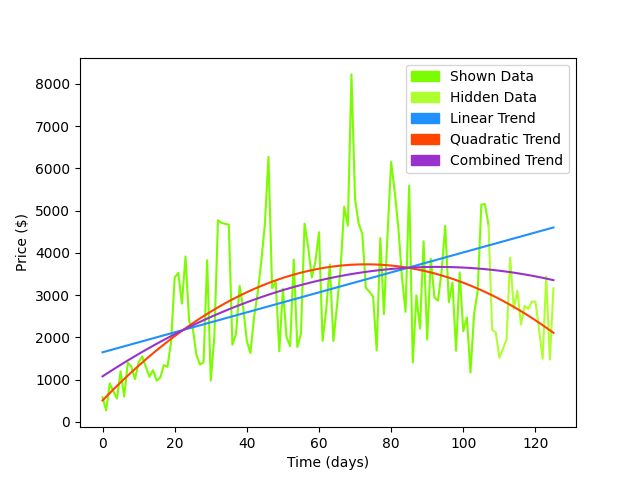 Shown Data
Hidden Data
Linear Trend
Quadratic Trend
Combined Trend
8000
7000
6000
5000
4000
3000
2000
1000
0
Price ($)
0 20 40 60 80 100 120
Time (days)